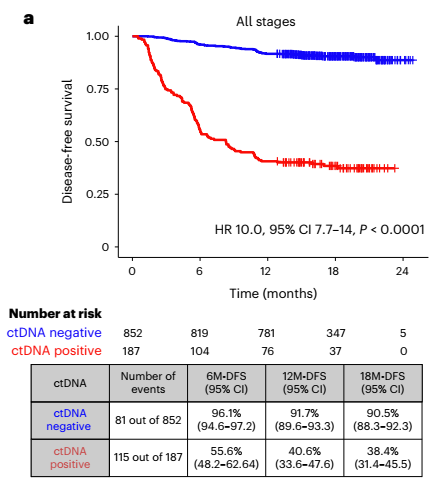 a
All stages
1.00
0.75
0.50
0.25
0
Disease-free survival
HR 10.0, 95% CI 7.7–14, P < 0.0001
0 6 12 18 24
Time (months)
Number at risk
ctDNA negative 852 819 781 347 5
ctDNA positive 187 104 76 37 0
ctDNA Number of events 6M-DFS (95% CI) 12M-DFS (95% CI) 18M-DFS (95% CI)
ctDNA negative 81 out of 852 96.1% (94.6–97.2) 91.7% (89.6–93.3) 90.5% (88.3–92.3)
ctDNA positive 115 out of 187 55.6% (48.2–62.64) 40.6% (33.6–47.6) 38.4% (31.4–45.5)